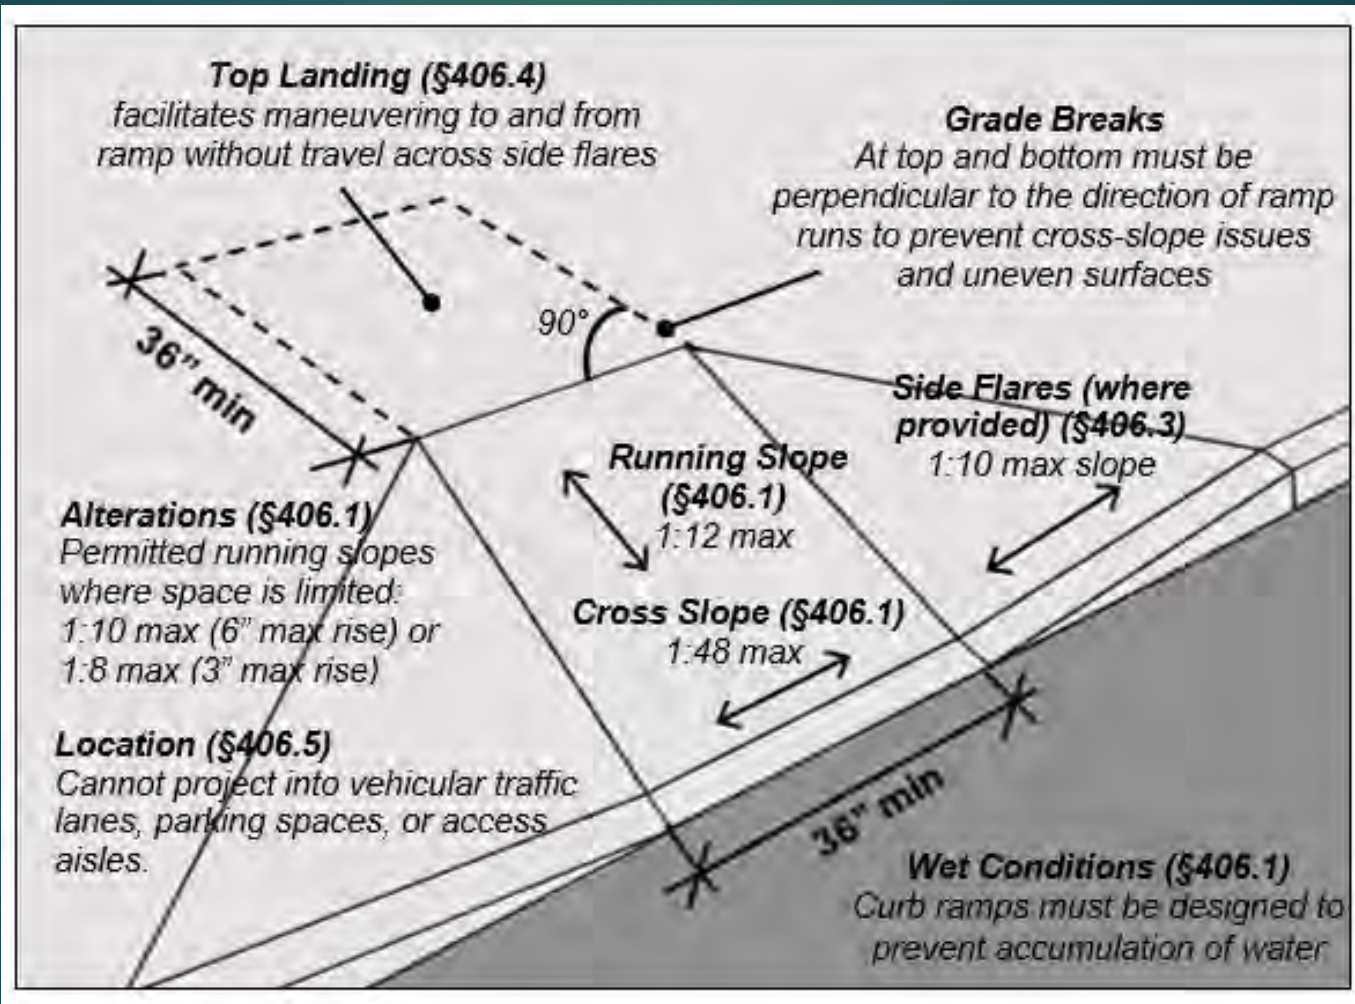 Top Landing (§406.4)
facilitates maneuvering to and from
ramp without travel across side flares
Grade Breaks
At top and bottom must be
perpendicular to the direction of ramp
runs to prevent cross-slope issues
and uneven surfaces
90°
36” min
Side Flares (where
provided) (§406.3)
1:10 max slope
Running Slope
(§406.1)
1:12 max
Alterations (§406.1)
Permitted running slopes
where space is limited:
1:10 max (6” max rise) or
1:8 max (3” max rise)
Cross Slope (§406.1)
1:48 max
Location (§406.5)
Cannot project into vehicular traffic
lanes, parking spaces, or access
aisles.
36” min
Wet Conditions (§406.1)
Curb ramps must be designed to
prevent accumulation of water